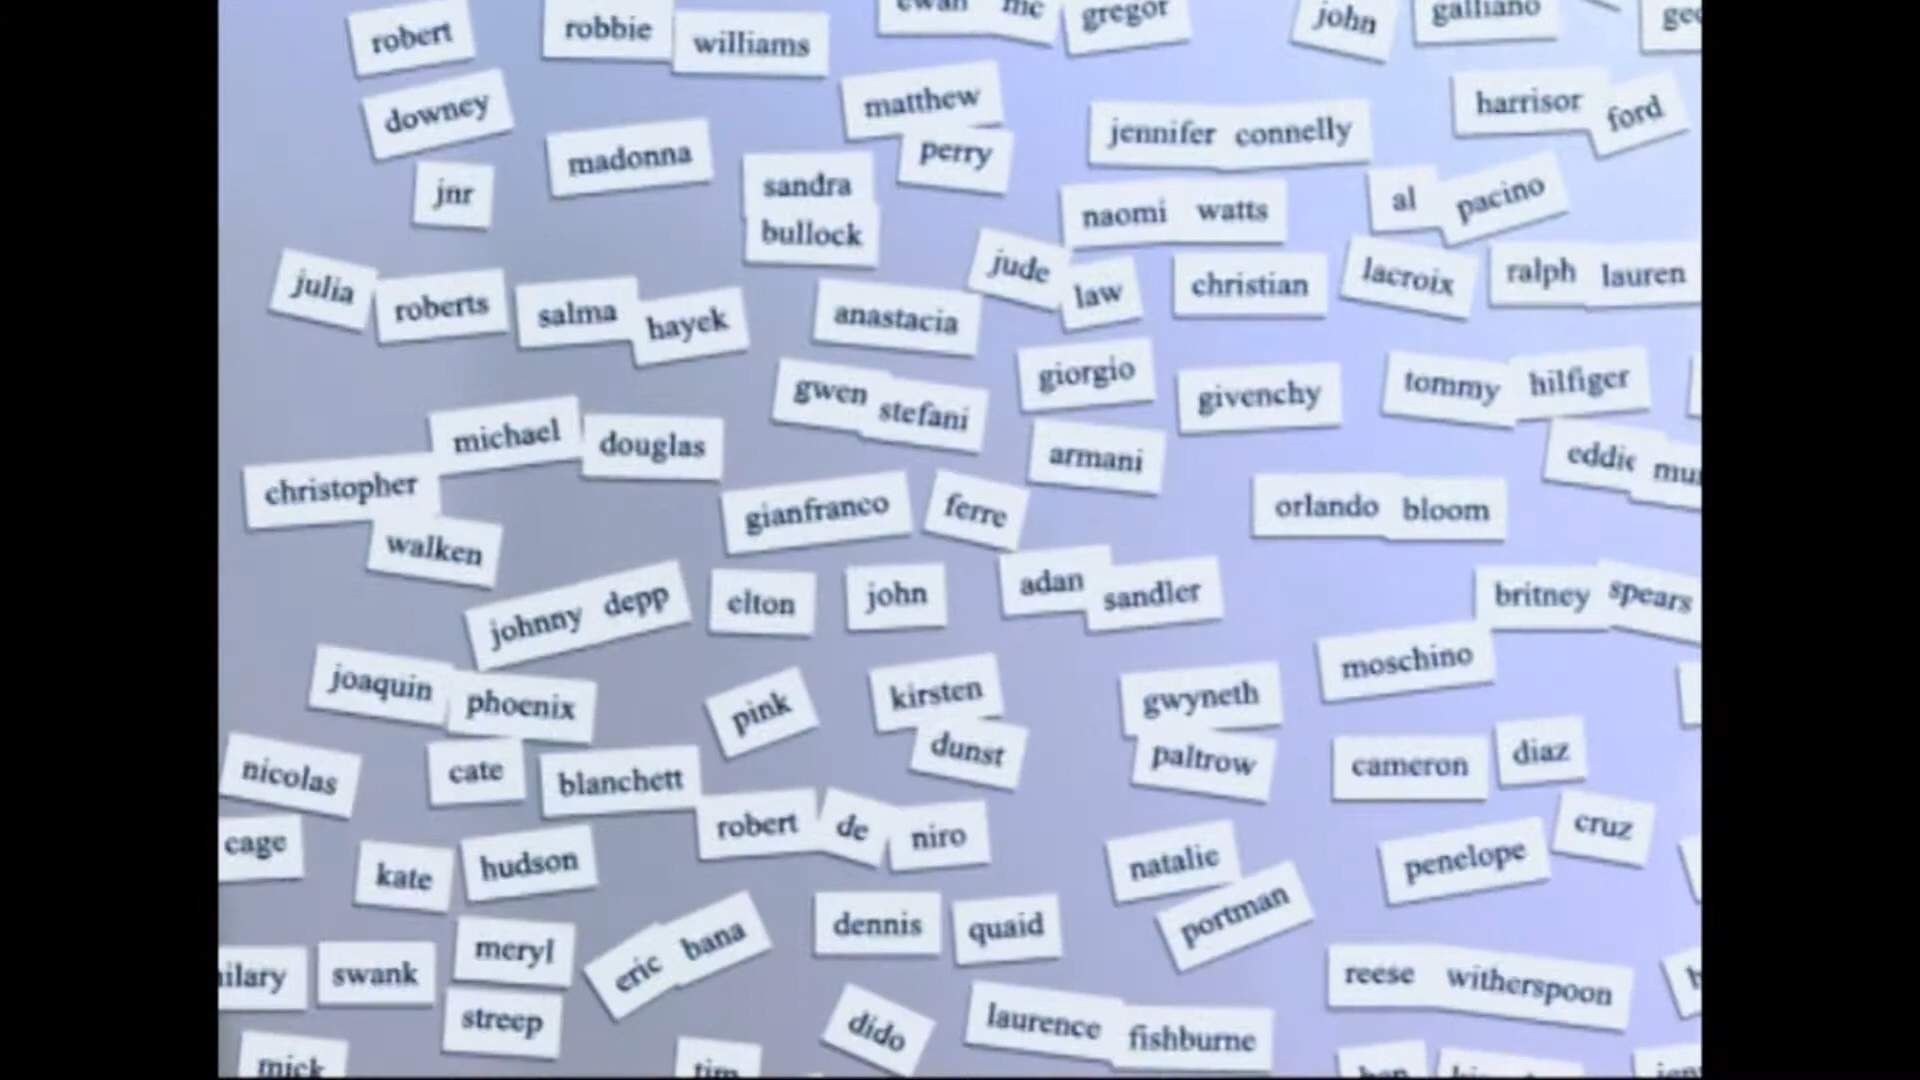 robert
downey
jnr
robbie williams
gregor
john galliano
madonna
matthew
perry
jennifer connelly
harrisor ford
sandra
bullock
naomi watts
al pacino
jude law
christian lacroix
ralph lauren
julia roberts
salma hayek
anastacia
gwen stefani
giorgio
armani
givenchy
tommy hilfiger
michael douglas
christopher
walken
gianfranco ferre
orlando bloom
johnny depp
elton john
adan sandler
britney spears
joaquin phoenix
pink
kirsten
dunst
gwyneth
paltrow
moschino
nicolas
cage
cate blanchett
cameron diaz
robert de niro
kate hudson
natalie
portman
penelope cruz
swank
meryl
streep
eric bana
dennis quaid
reese witherspoon
dido
laurence fishburne
mick